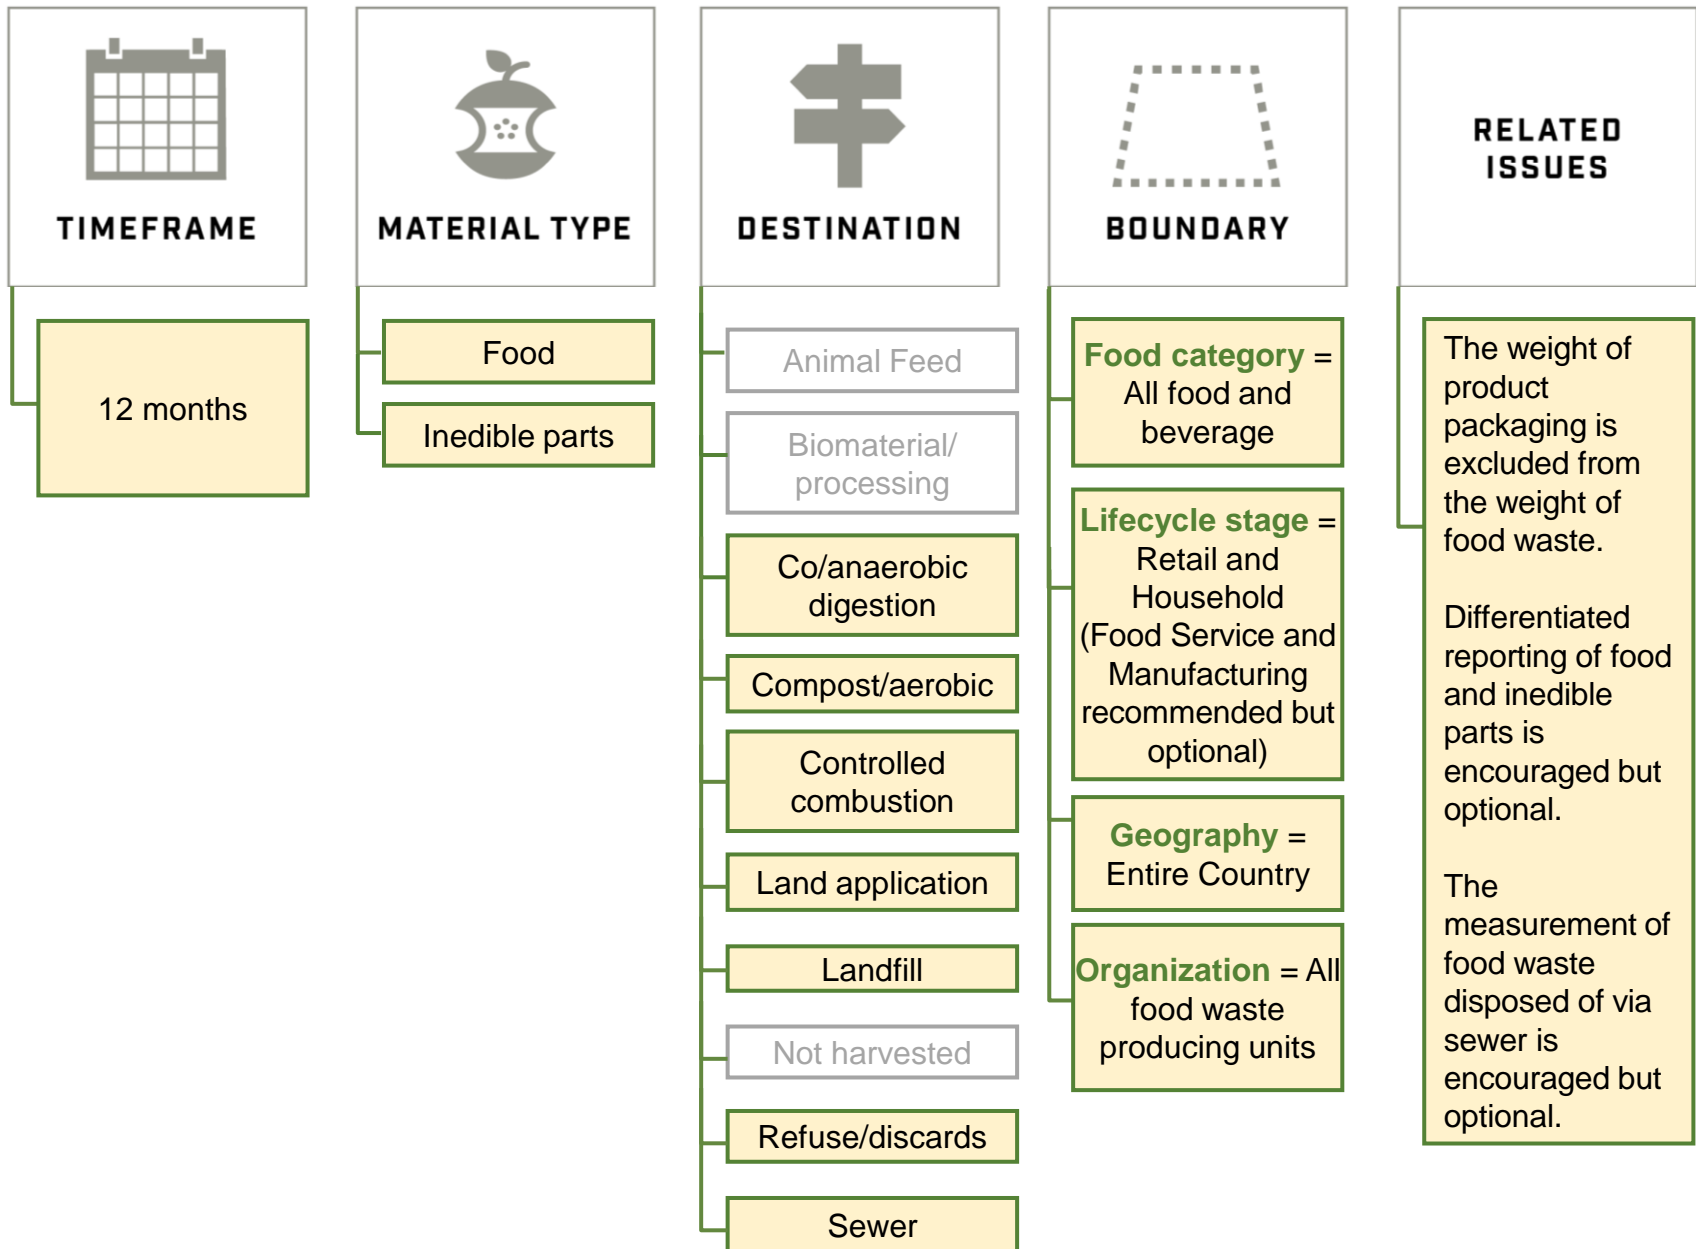 TIMEFRAME
12 months
MATERIAL TYPE
Food
Inedible parts
DESTINATION
Animal Feed
Biomaterial/
processing
Co/anaerobic
digestion
Compost/aerobic
Controlled
combustion
Land application
Landfill
Not harvested
Refuse/discards
Sewer
BOUNDARY
Food category =
All food and
beverage
Lifecycle stage =
Retail and
Household
(Food Service and
Manufacturing
recommended but
optional)
Geography =
Entire Country
Organization = All
food waste
producing units
RELATED
ISSUES
The weight of
product
packaging is
excluded from
the weight of
food waste.
Differentiated
reporting of food
and inedible
parts is
encouraged but
optional.
The
measurement of
food waste
disposed of via
sewer is
encouraged but
optional.